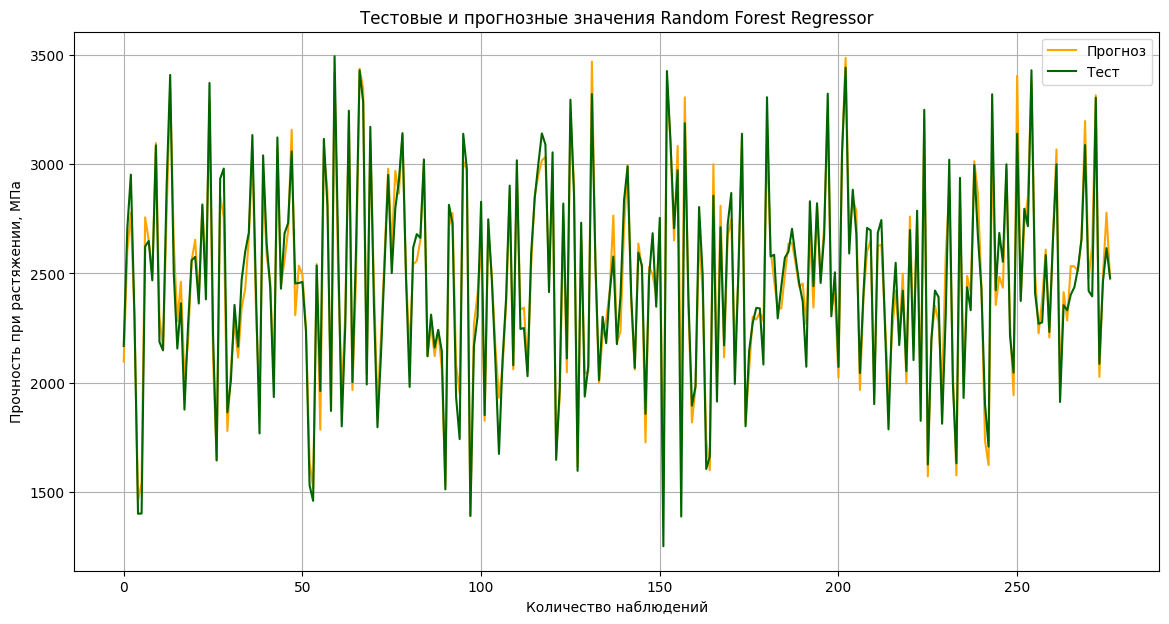 Тестовые и прогнозные значения Random Forest Regressor
Прогноз
Тест
Прочность при растяжении, МПа
3500
3000
2500
2000
1500
0
50
100
150
200
250
Количество наблюдений